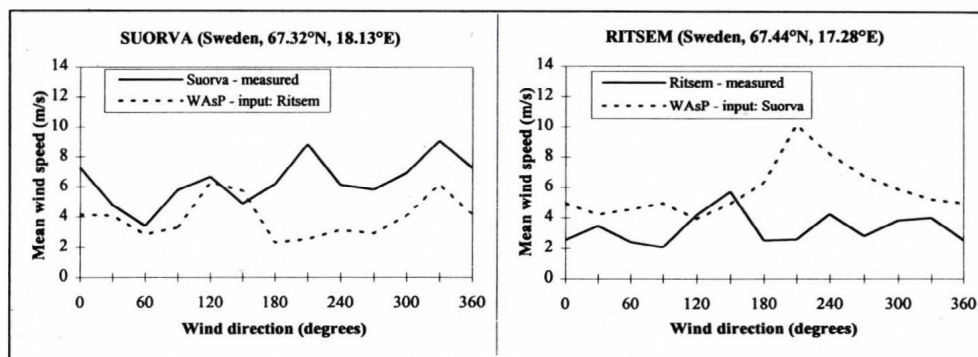 SUORVA (Sweden, 67.32°N, 18.13°E)
Suorva - measured
WAsP - input: Ritsem
Mean wind speed (m/s)
14
12
10
8
6
4
2
0
0 60 120 180 240 300 360
Wind direction (degrees)
RITSEM (Sweden, 67.44°N, 17.28°E)
Ritsem - measured
WAsP - input: Suorva
Mean wind speed (m/s)
14
12
10
8
6
4
2
0
0 60 120 180 240 300 360
Wind direction (degrees)